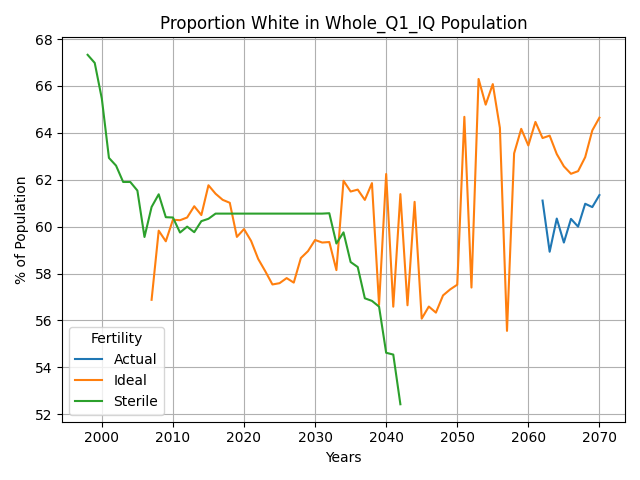 Proportion White in Whole_Q1_IQ Population
% of Population
68
66
64
62
60
58
56
54
52
Fertility
Actual
Ideal
Sterile
2000 2010 2020 2030 2040 2050 2060 2070
Years